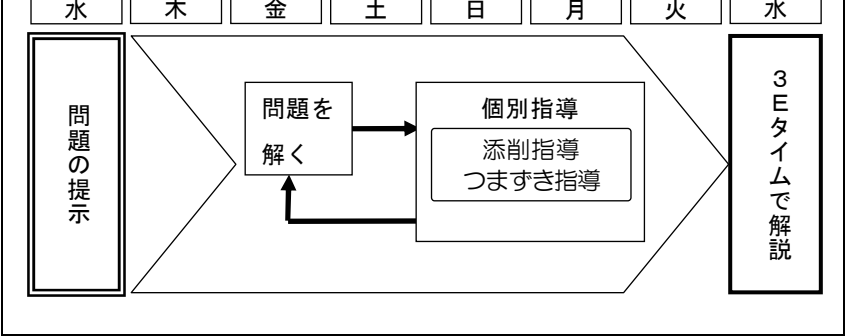 水 木 金 土 日 月 火 水
問題の提示
問題を
解く
個別指導
添削指導
つまずき指導
３Ｅタイムで解説